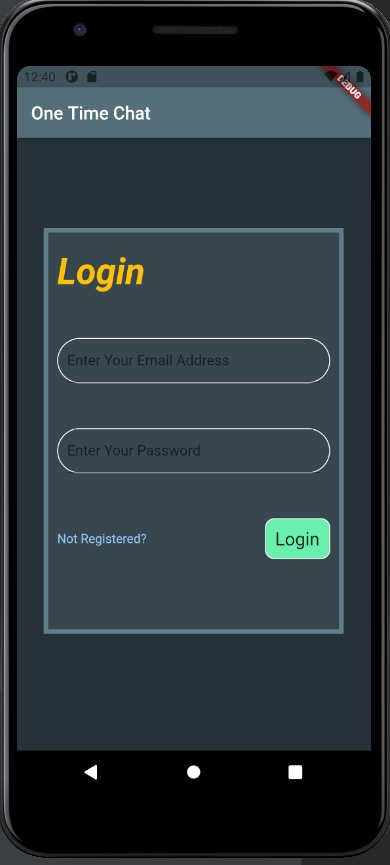 12:40
DEBUG
One Time Chat
Login
Enter Your Email Address
Enter Your Password
Not Registered?
Login